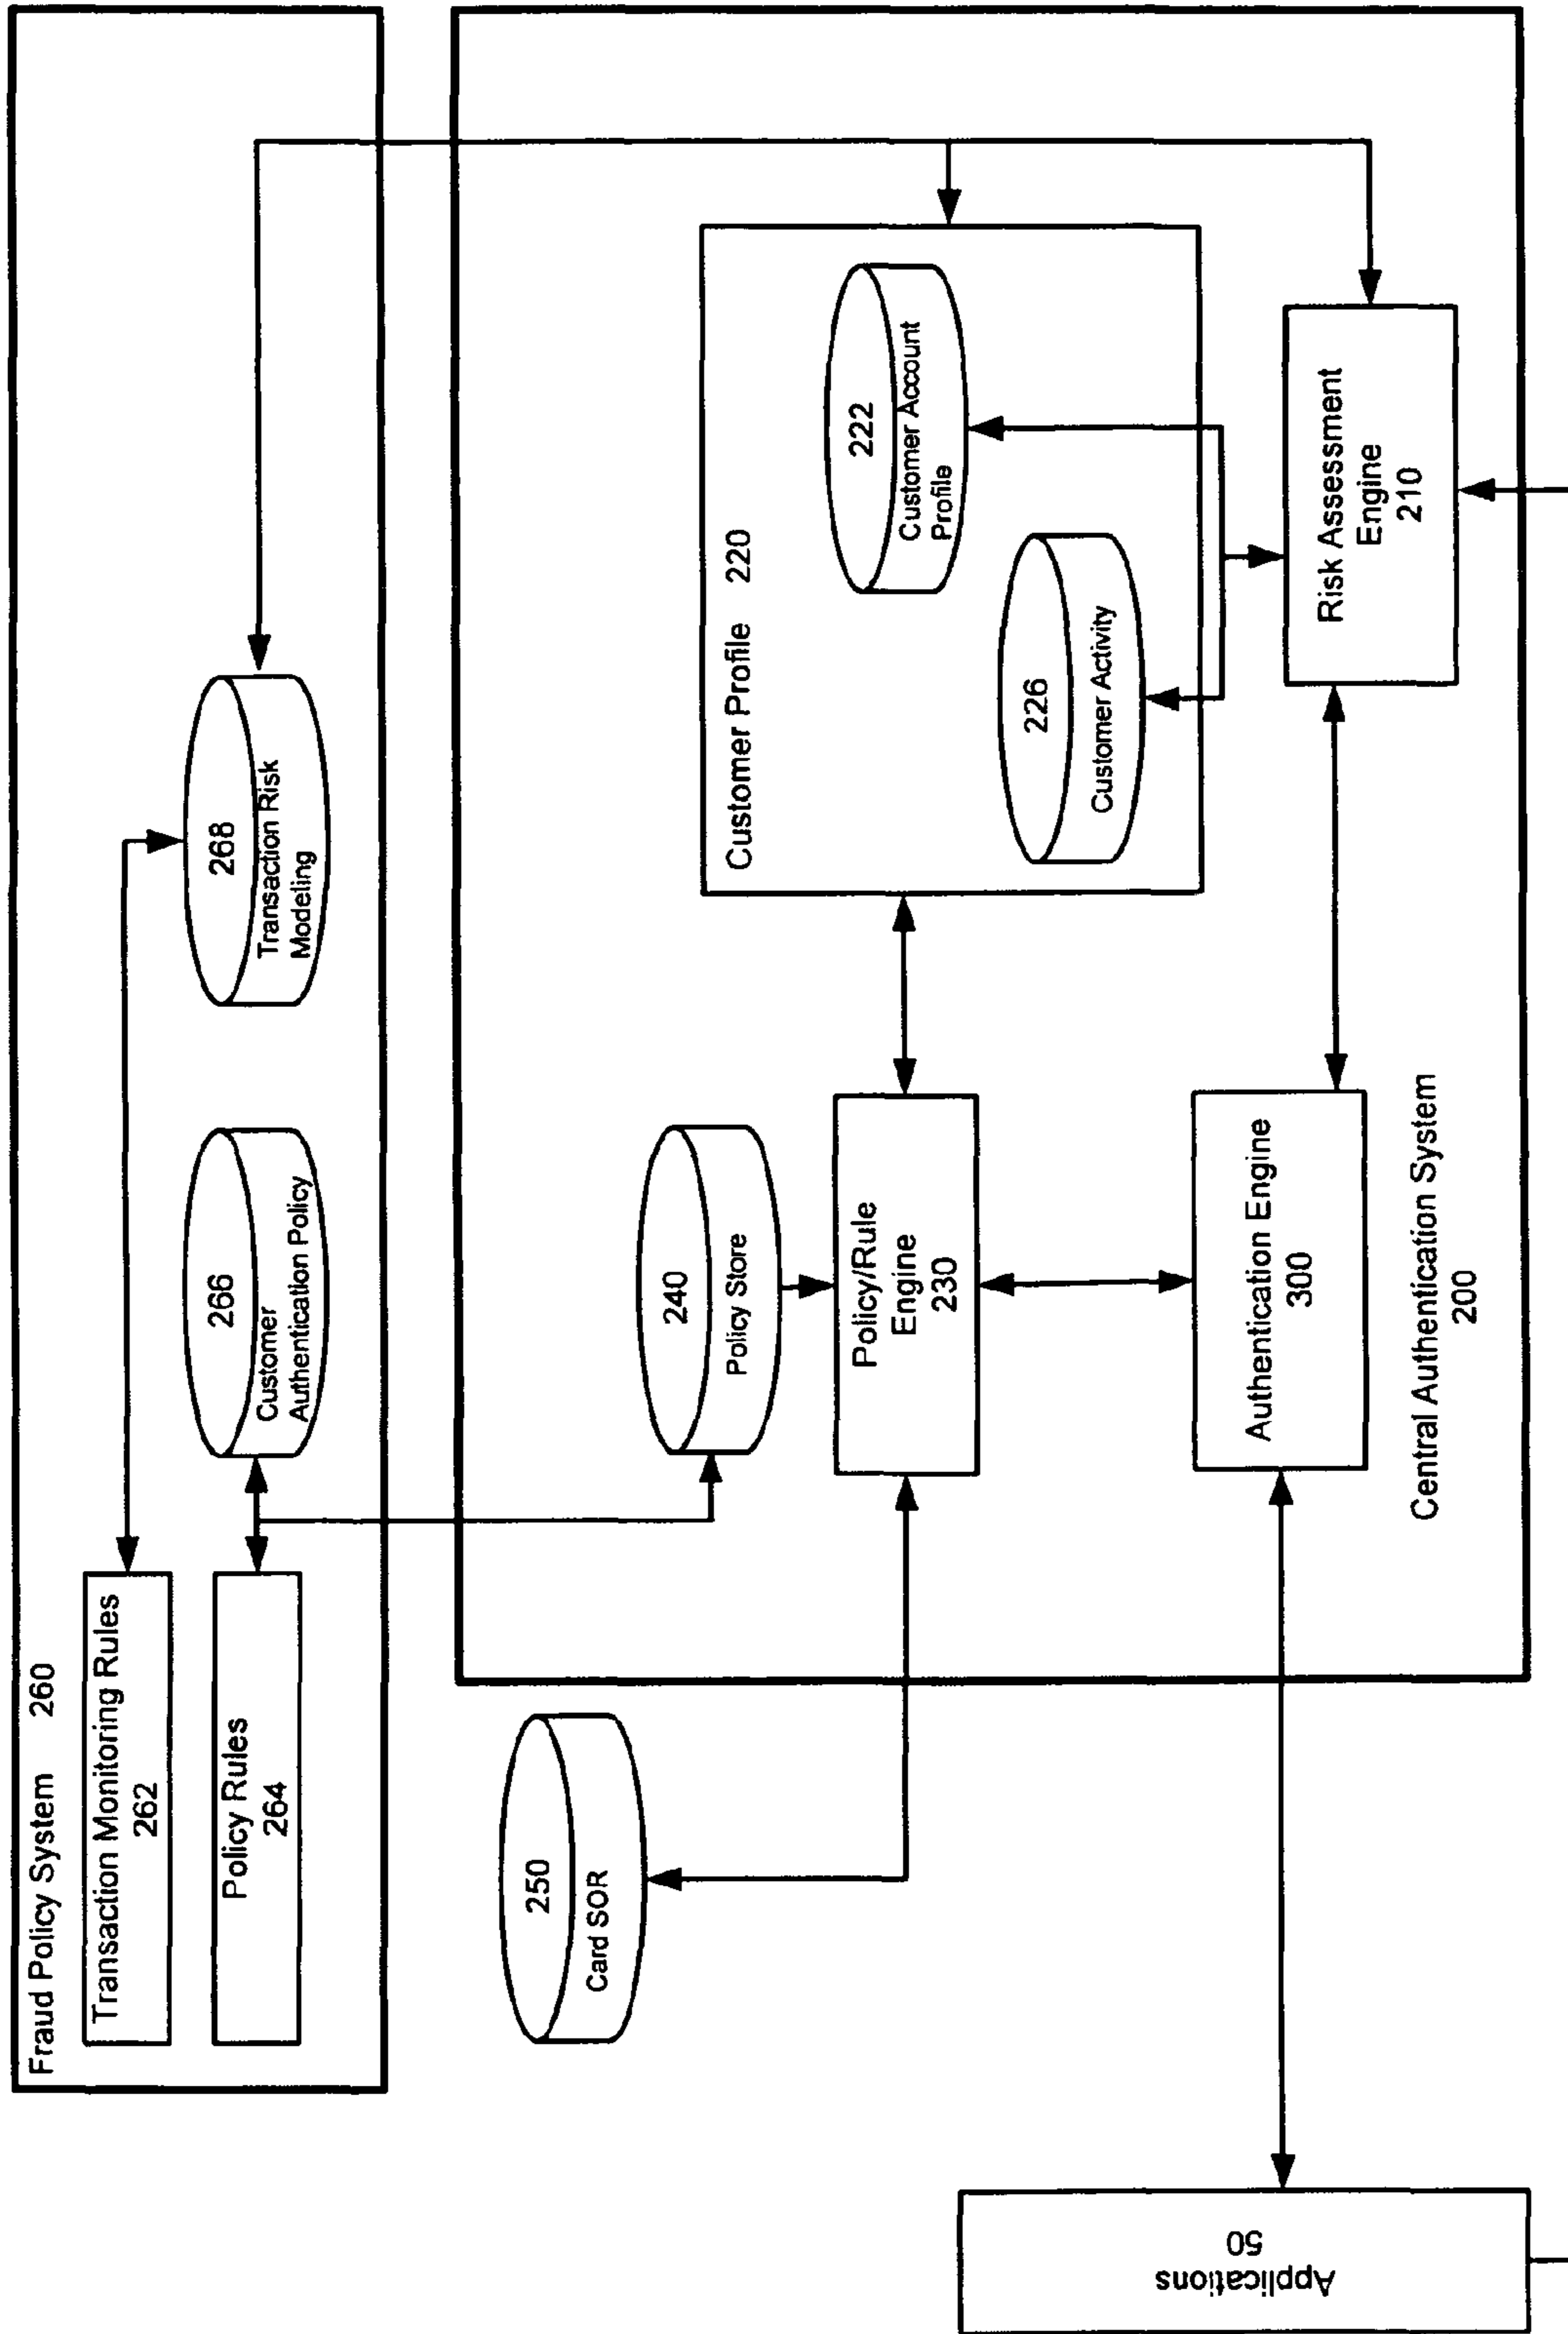 Fraud Policy System 260
Transaction Monitoring Rules
262
Policy Rules
264
266
Customer
Authentication Policy
268
Transaction Risk
Modeling
250
Card SOR
240
Policy Store
Policy/Rule
Engine
230
Customer Profile 220
222
Customer Account
Profile
226
Customer Activity
Authentication Engine
300
Risk Assessment
Engine
210
Central Authentication System
200
Applications
50